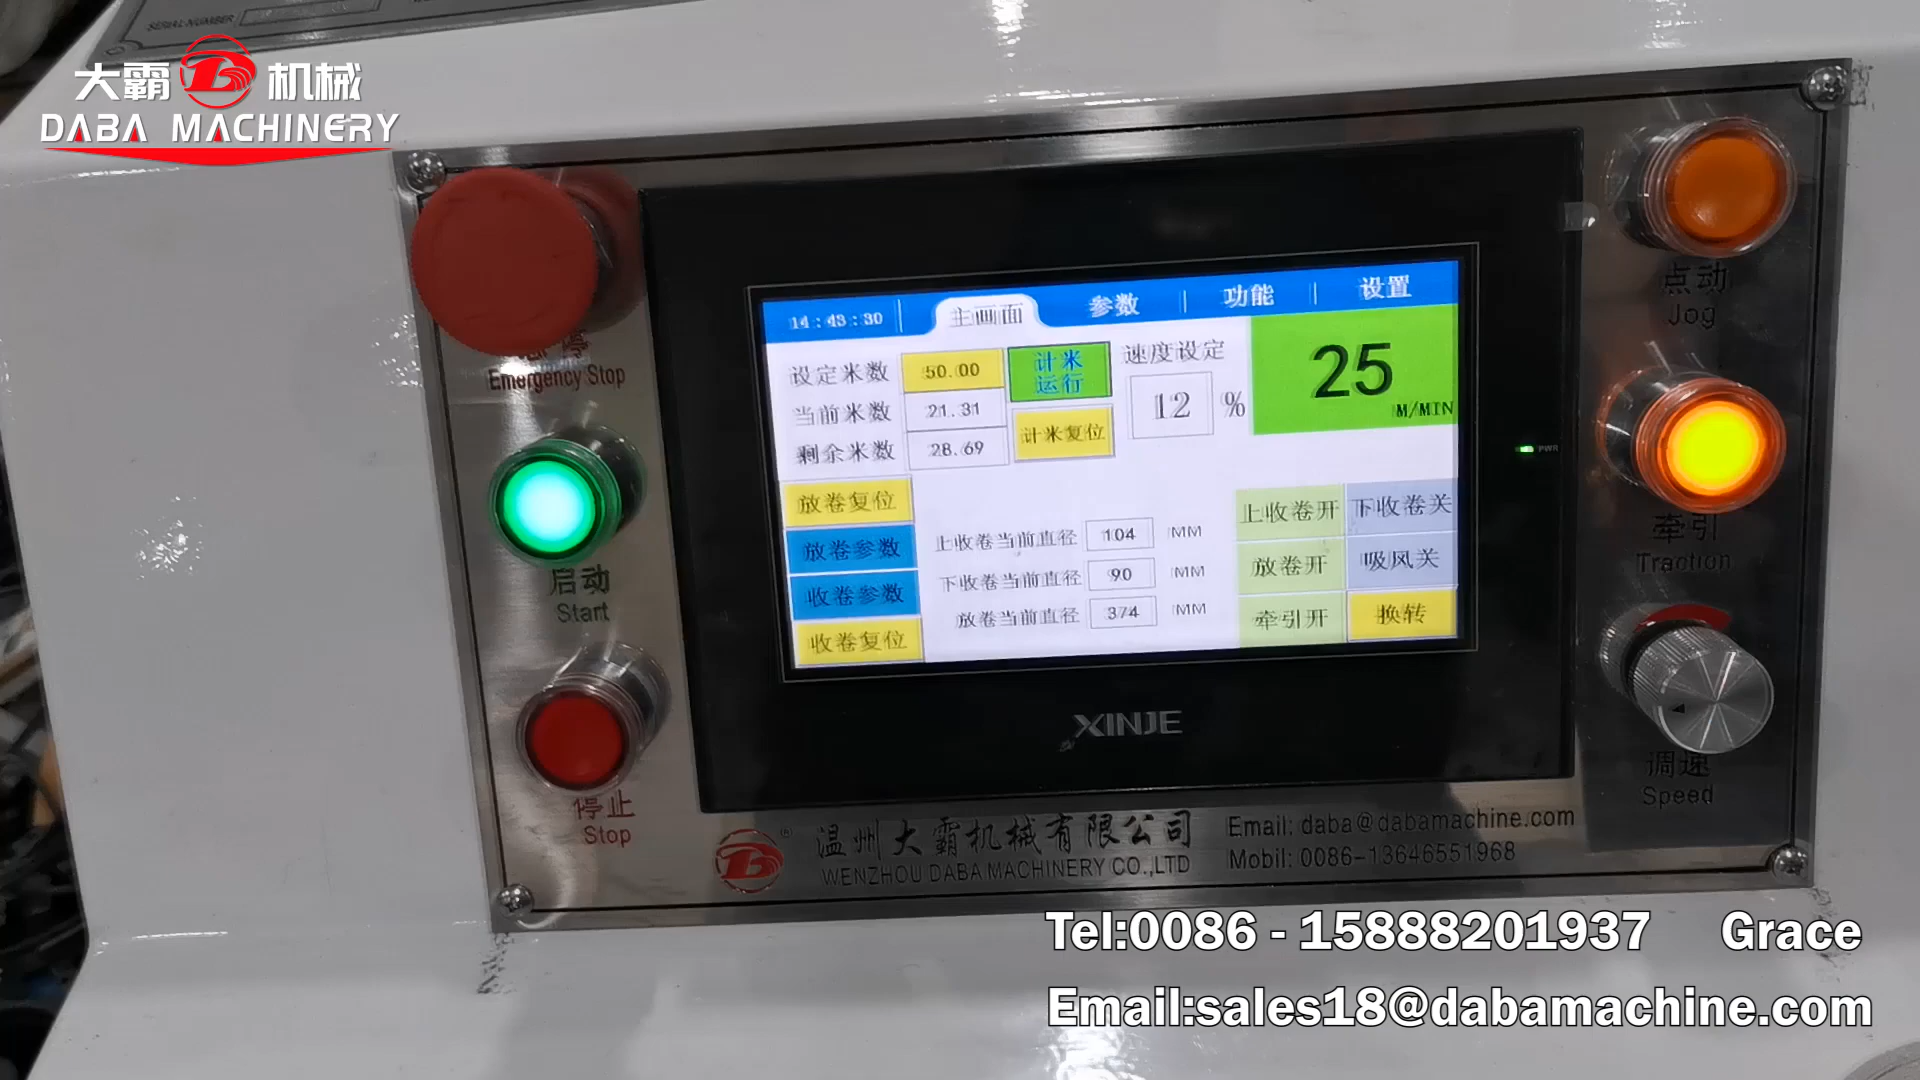 SERIAL NUMBER
大霸 机械
DABA MACHINERY
Emergency Stop
启动
Start
停止
Stop
14:43:30
主画面
参数
功能
设置
设定米数 50.00
当前米数 21.31
剩余米数 28.69
计米
运行
计米复位
速度设定
12 %
25
M/MIN
放卷复位
放卷参数
收卷参数
收卷复位
上收卷当前直径 104 MM
下收卷当前直径 90 MM
放卷当前直径 374 MM
上收卷开
下收卷关
放卷开
吸风关
牵引开
换转
PWR
XINJE
点动
Jog
牵引
Traction
调速
Speed
温州大霸机械有限公司
WENZHOU DABA MACHINERY CO.,LTD
Email: daba@dabamachine.com
Mobil: 0086-13646551968
Tel:0086 - 15888201937 Grace
Email:sales18@dabamachine.com